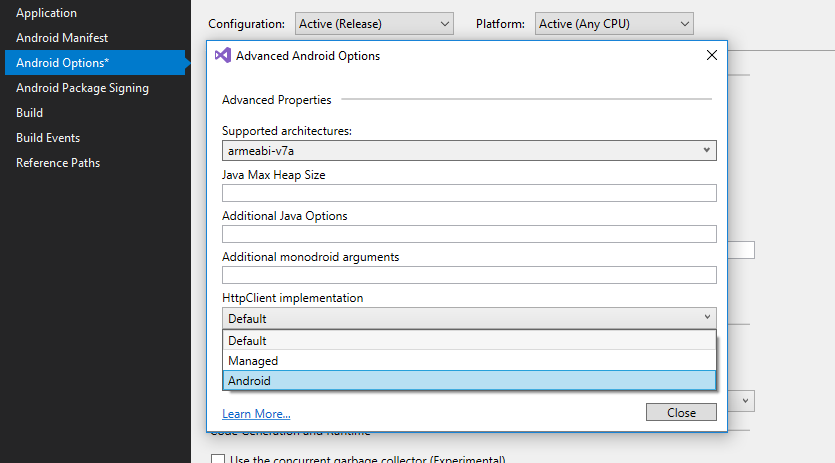 Application
Android Manifest
Android Options*
Android Package Signing
Build
Build Events
Reference Paths
Configuration: Active (Release) Platform: Active (Any CPU)
Advanced Android Options
Advanced Properties
Supported architectures:
armeabi-v7a
Java Max Heap Size
Additional Java Options
Additional monodroid arguments
HttpClient implementation
Default
Default
Managed
Android
Learn More...
Close
Code Generation and Runtime
Use the concurrent garbage collector (Experimental)